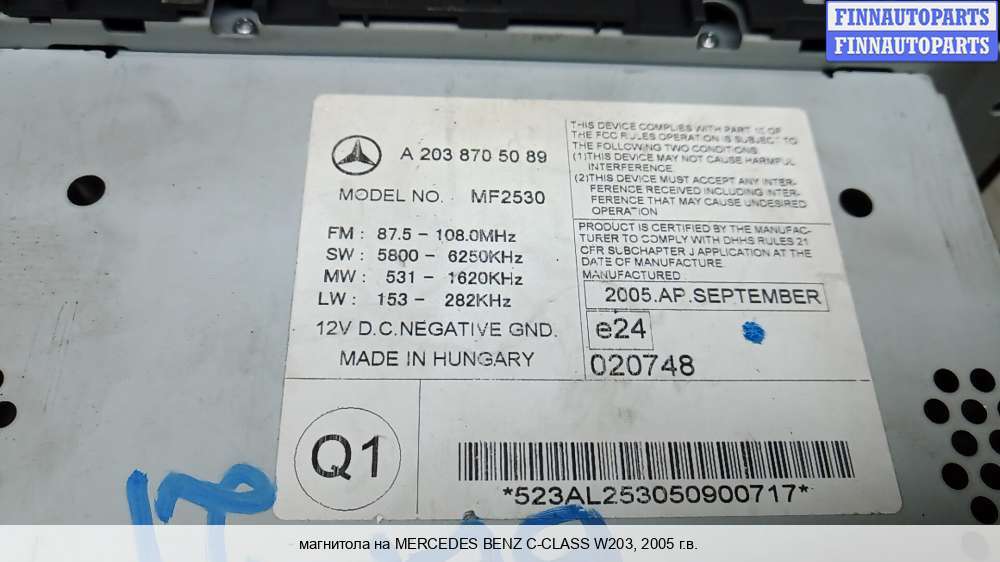 FINNAUTOPARTS
FINNAUTOPARTS
A 203 870 50 89
MODEL NO. MF2530
FM : 87.5 - 108.0MHz
SW : 5800 - 6250KHz
MW : 531 - 1620KHz
LW : 153 - 282KHz
12V D.C.NEGATIVE GND.
MADE IN HUNGARY
THIS DEVICE COMPLIES WITH PART 15 OF
THE FCC RULES OPERATION IS SUBJECT TO
THE FOLLOWING TWO CONDITIONS.
(1)THIS DEVICE MAY NOT CAUSE HARMFUL
INTERFERENCE.
(2)THIS DEVICE MUST ACCEPT ANY INTER-
FERENCE RECEIVED INCLUDING INTER-
FERENCE THAT MAY CAUSE UNDESIRED
OPERATION
PRODUCT IS CERTIFIED BY THE MANUFAC-
TURER TO COMPLY WITH DHHS RULES 21
CFR SUBCHAPTER J APPLICATION AT THE
DATE OF MANUFACTURE
MANUFACTURED
2005.AP.SEPTEMBER
e24
020748
Q1
*523AL253050900717*
магнитола на MERCEDES BENZ C-CLASS W203, 2005 г.в.